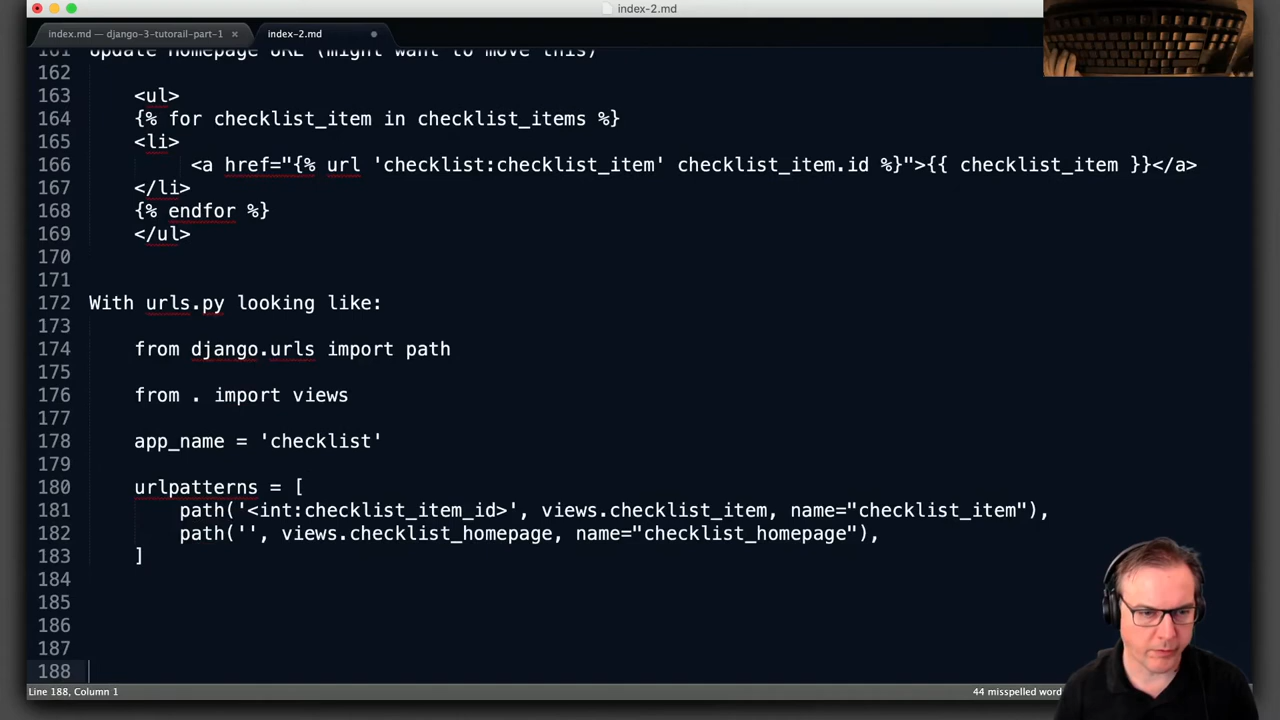 index-2.md
index.md — django-3-tutorail-part-1 ×
index-2.md
161 Update Homepage URL (might want to move this)
162
163 <ul>
164 {% for checklist_item in checklist_items %}
165 <li>
166 <a href="{% url 'checklist:checklist_item' checklist_item.id %}">{{ checklist_item }}</a>
167 </li>
168 {% endfor %}
169 </ul>
170
171
172 With urls.py looking like:
173
174 from django.urls import path
175
176 from . import views
177
178 app_name = 'checklist'
179
180 urlpatterns = [
181 path('<int:checklist_item_id>', views.checklist_item, name="checklist_item"),
182 path('', views.checklist_homepage, name="checklist_homepage"),
183 ]
184
185
186
187
188
Line 188, Column 1
44 misspelled word